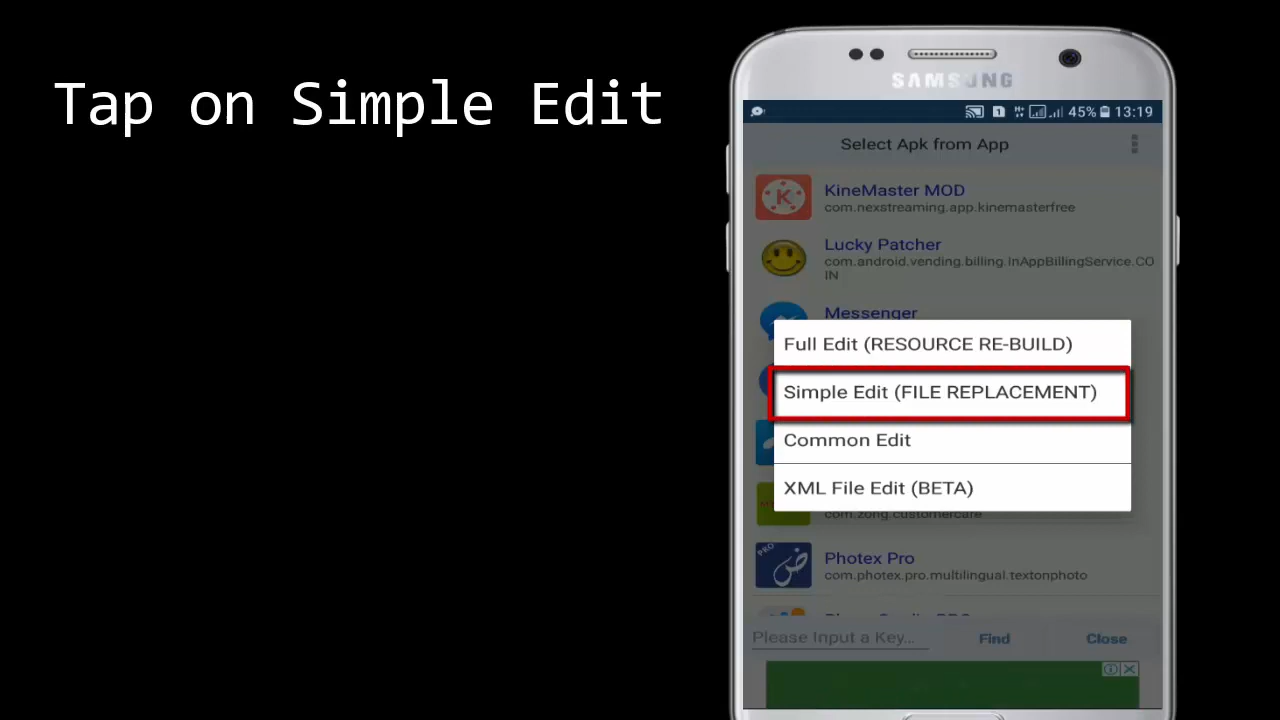 Tap on Simple Edit
SAMSUNG
45% 13:19
Select Apk from App
KineMaster MOD
com.nexstreaming.app.kinemasterfree
Lucky Patcher
com.android.vending.billing.InAppBillingService.CO
IN
Messenger
Full Edit (RESOURCE RE-BUILD)
Simple Edit (FILE REPLACEMENT)
Common Edit
XML File Edit (BETA)
com.zong.customercare
PRO
ض
Photex Pro
com.photex.pro.multilingual.textonphoto
Please Input a Key...
Find
Close